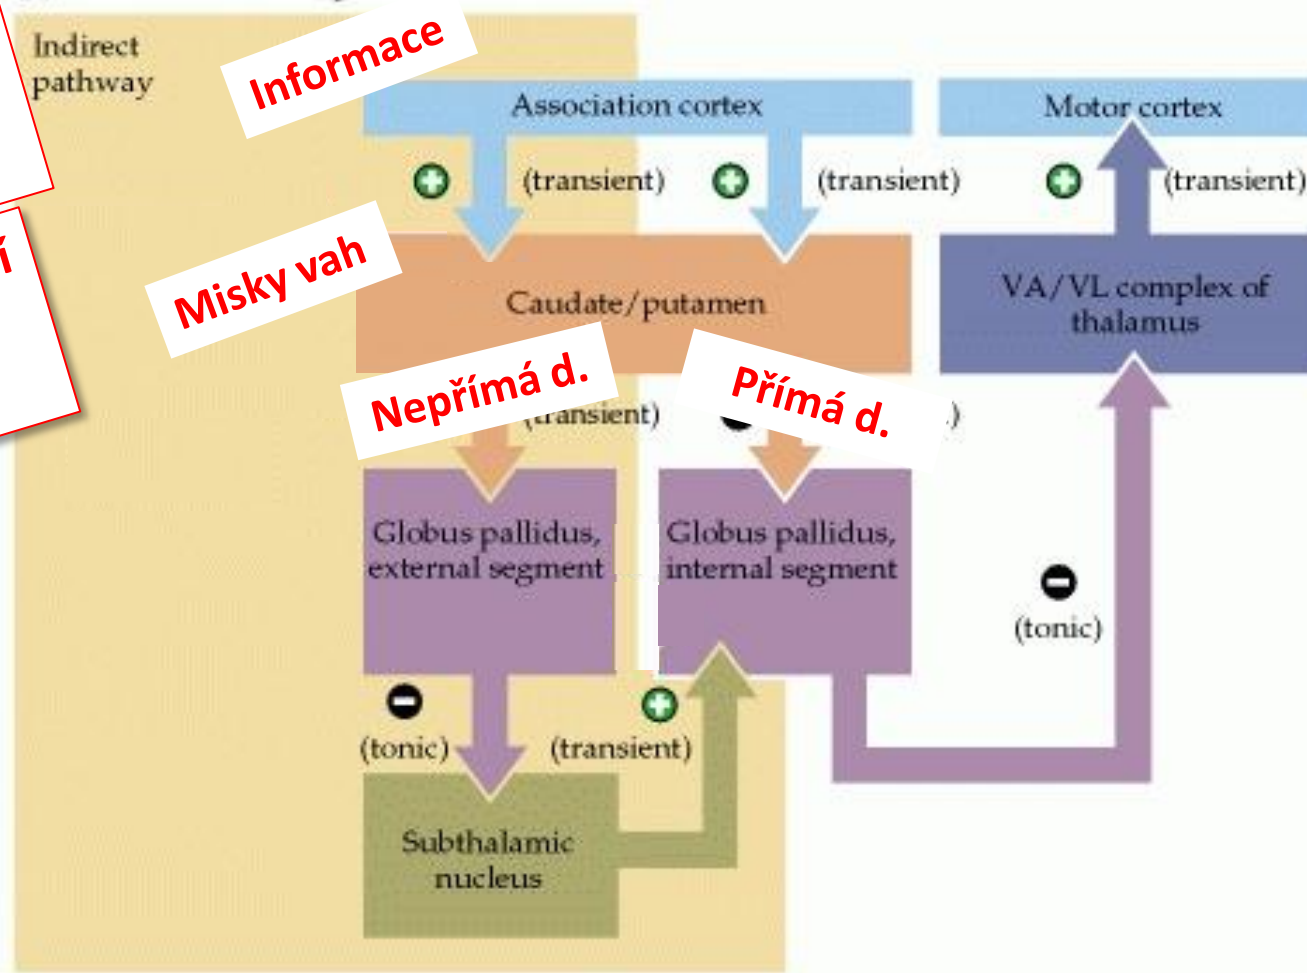 Indirect
pathway
Informace
Association cortex
Motor cortex
(transient)
(transient)
(transient)
í
Misky vah
Caudate/putamen
VA/VL complex of
thalamus
Nepřímá d.
Přímá d.
(transient)
)
Globus pallidus,
external segment
Globus pallidus,
internal segment
(tonic)
(tonic)
(transient)
Subthalamic
nucleus